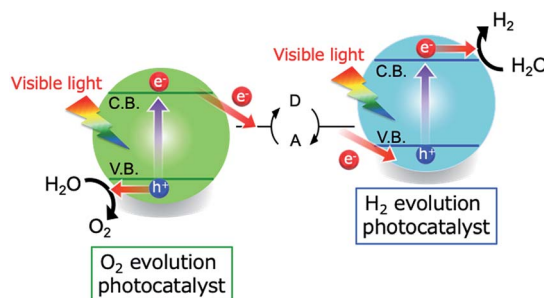 Visible light
C.B.
e⁻
e⁻
V.B.
h⁺
H₂O
O₂
O₂ evolution
photocatalyst
D
A
Visible light
C.B.
e⁻
H₂
H₂O
V.B.
h⁺
e⁻
H₂ evolution
photocatalyst